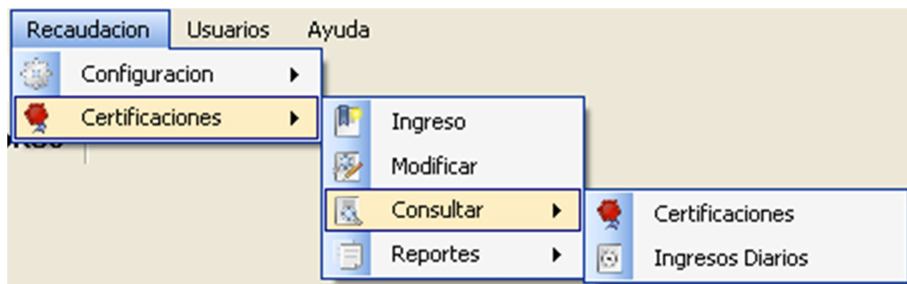 Recaudacion Usuarios Ayuda
Configuracion
Certificaciones
Ingreso
Modificar
Consultar
Reportes
Certificaciones
Ingresos Diarios